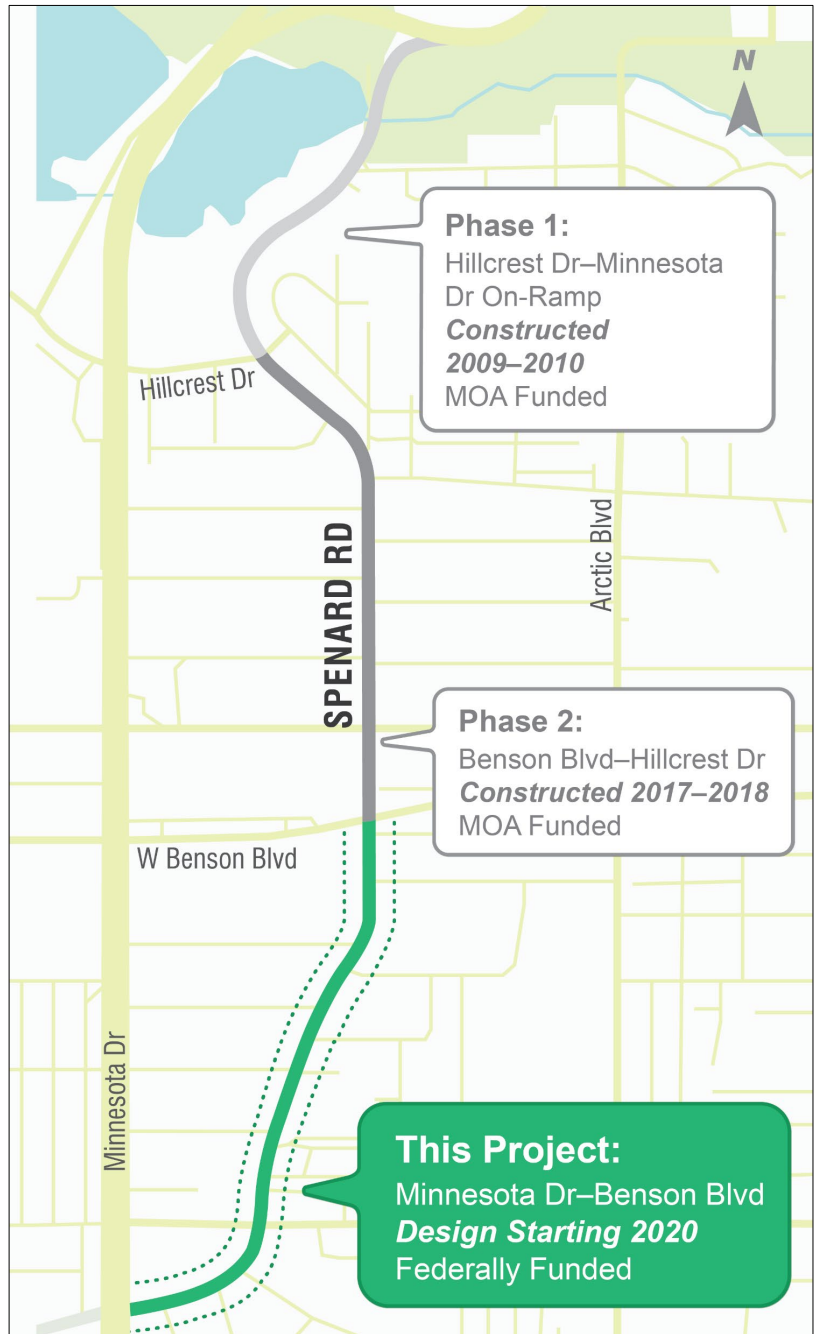 N
Phase 1:
Hillcrest Dr–Minnesota
Dr On-Ramp
Constructed
2009–2010
MOA Funded
Hillcrest Dr
SPENARD RD
Arctic Blvd
Phase 2:
Benson Blvd–Hillcrest Dr
Constructed 2017–2018
MOA Funded
W Benson Blvd
Minnesota Dr
This Project:
Minnesota Dr–Benson Blvd
Design Starting 2020
Federally Funded